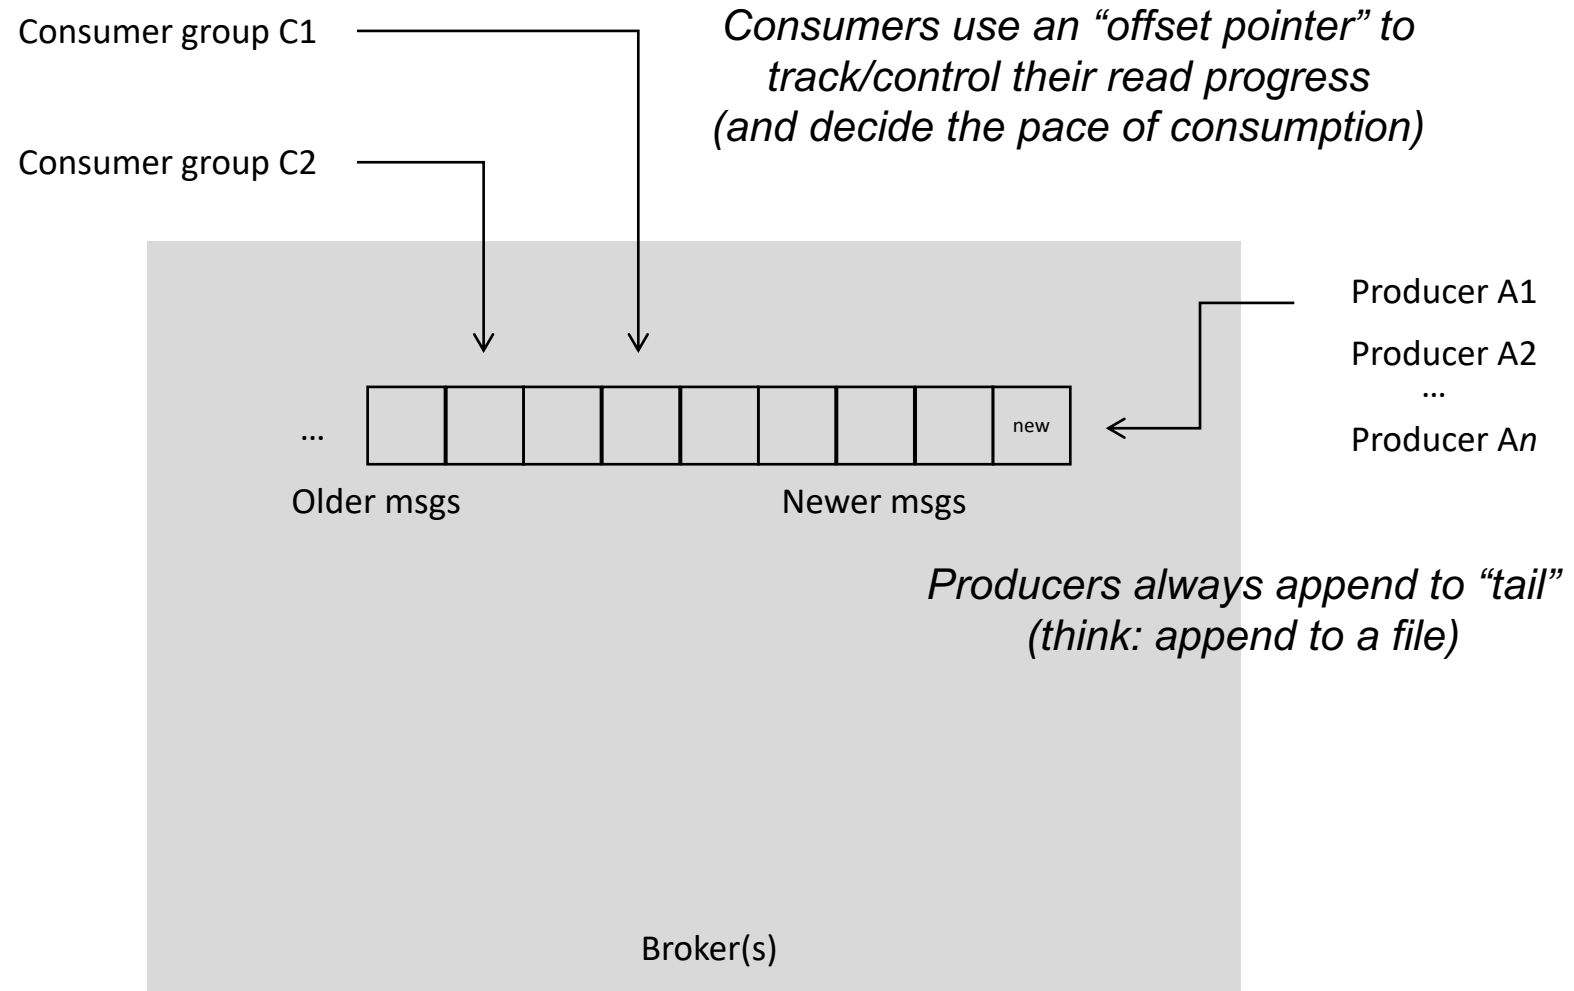 Consumer group C1
Consumers use an “offset pointer” to
track/control their read progress
(and decide the pace of consumption)
Consumer group C2
Producer A1
Producer A2
...
Producer An
...
new
Older msgs
Newer msgs
Producers always append to “tail”
(think: append to a file)
Broker(s)